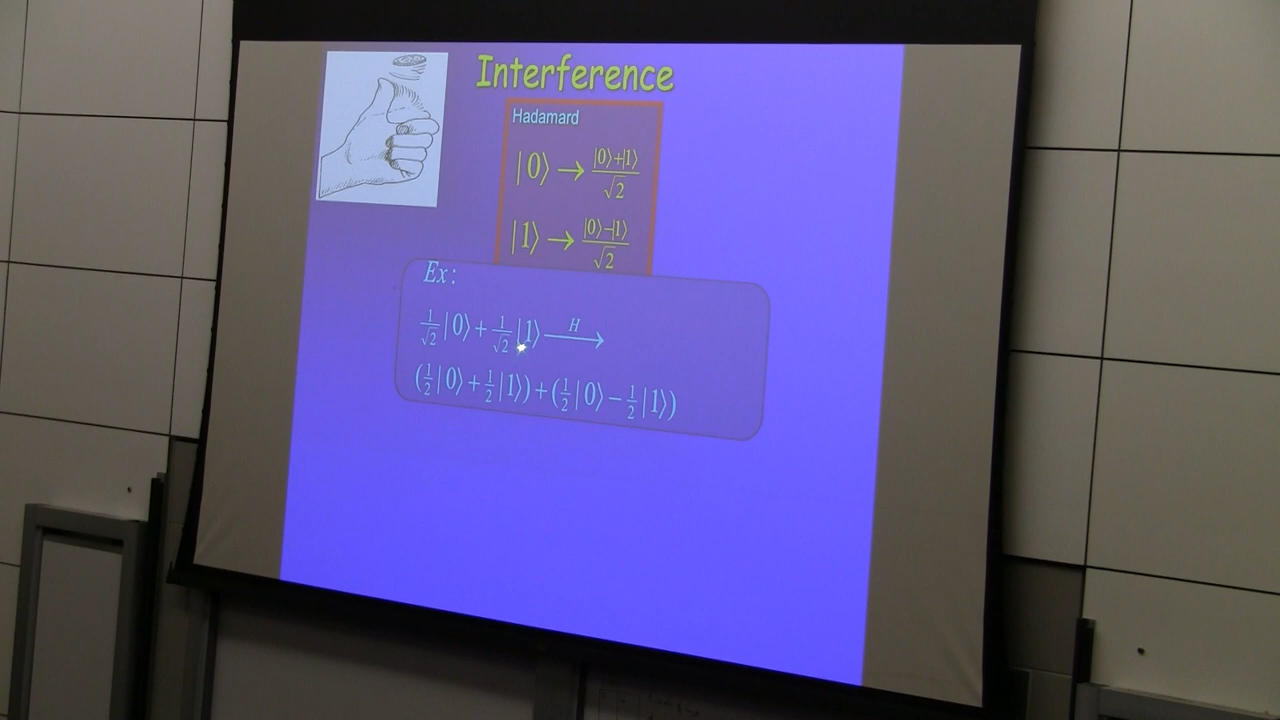 Interference
Hadamard
|0⟩ → |0⟩+|1⟩ / √2
|1⟩ → |0⟩−|1⟩ / √2
Ex:
1/√2 |0⟩ + 1/√2 |1⟩ —H→
(1/2 |0⟩ + 1/2 |1⟩) + (1/2 |0⟩ − 1/2 |1⟩)